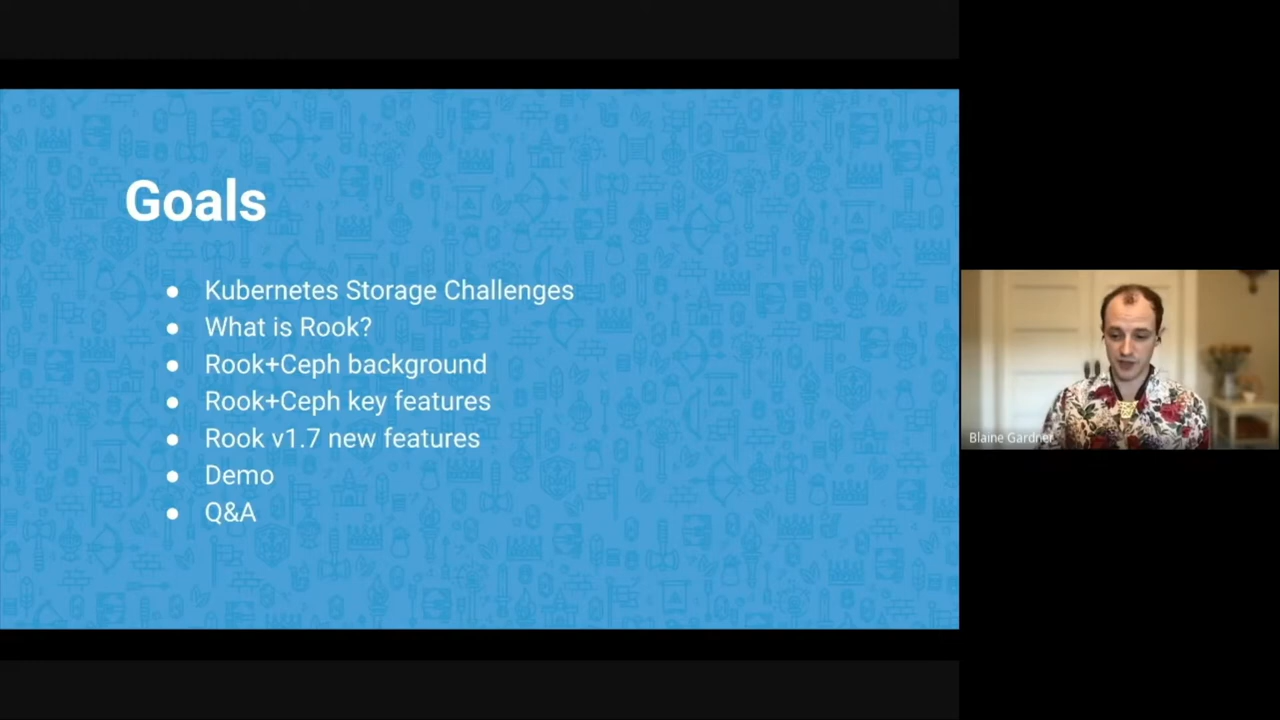 Goals
● Kubernetes Storage Challenges
● What is Rook?
● Rook+Ceph background
● Rook+Ceph key features
● Rook v1.7 new features
● Demo
● Q&A
Blaine Gardner